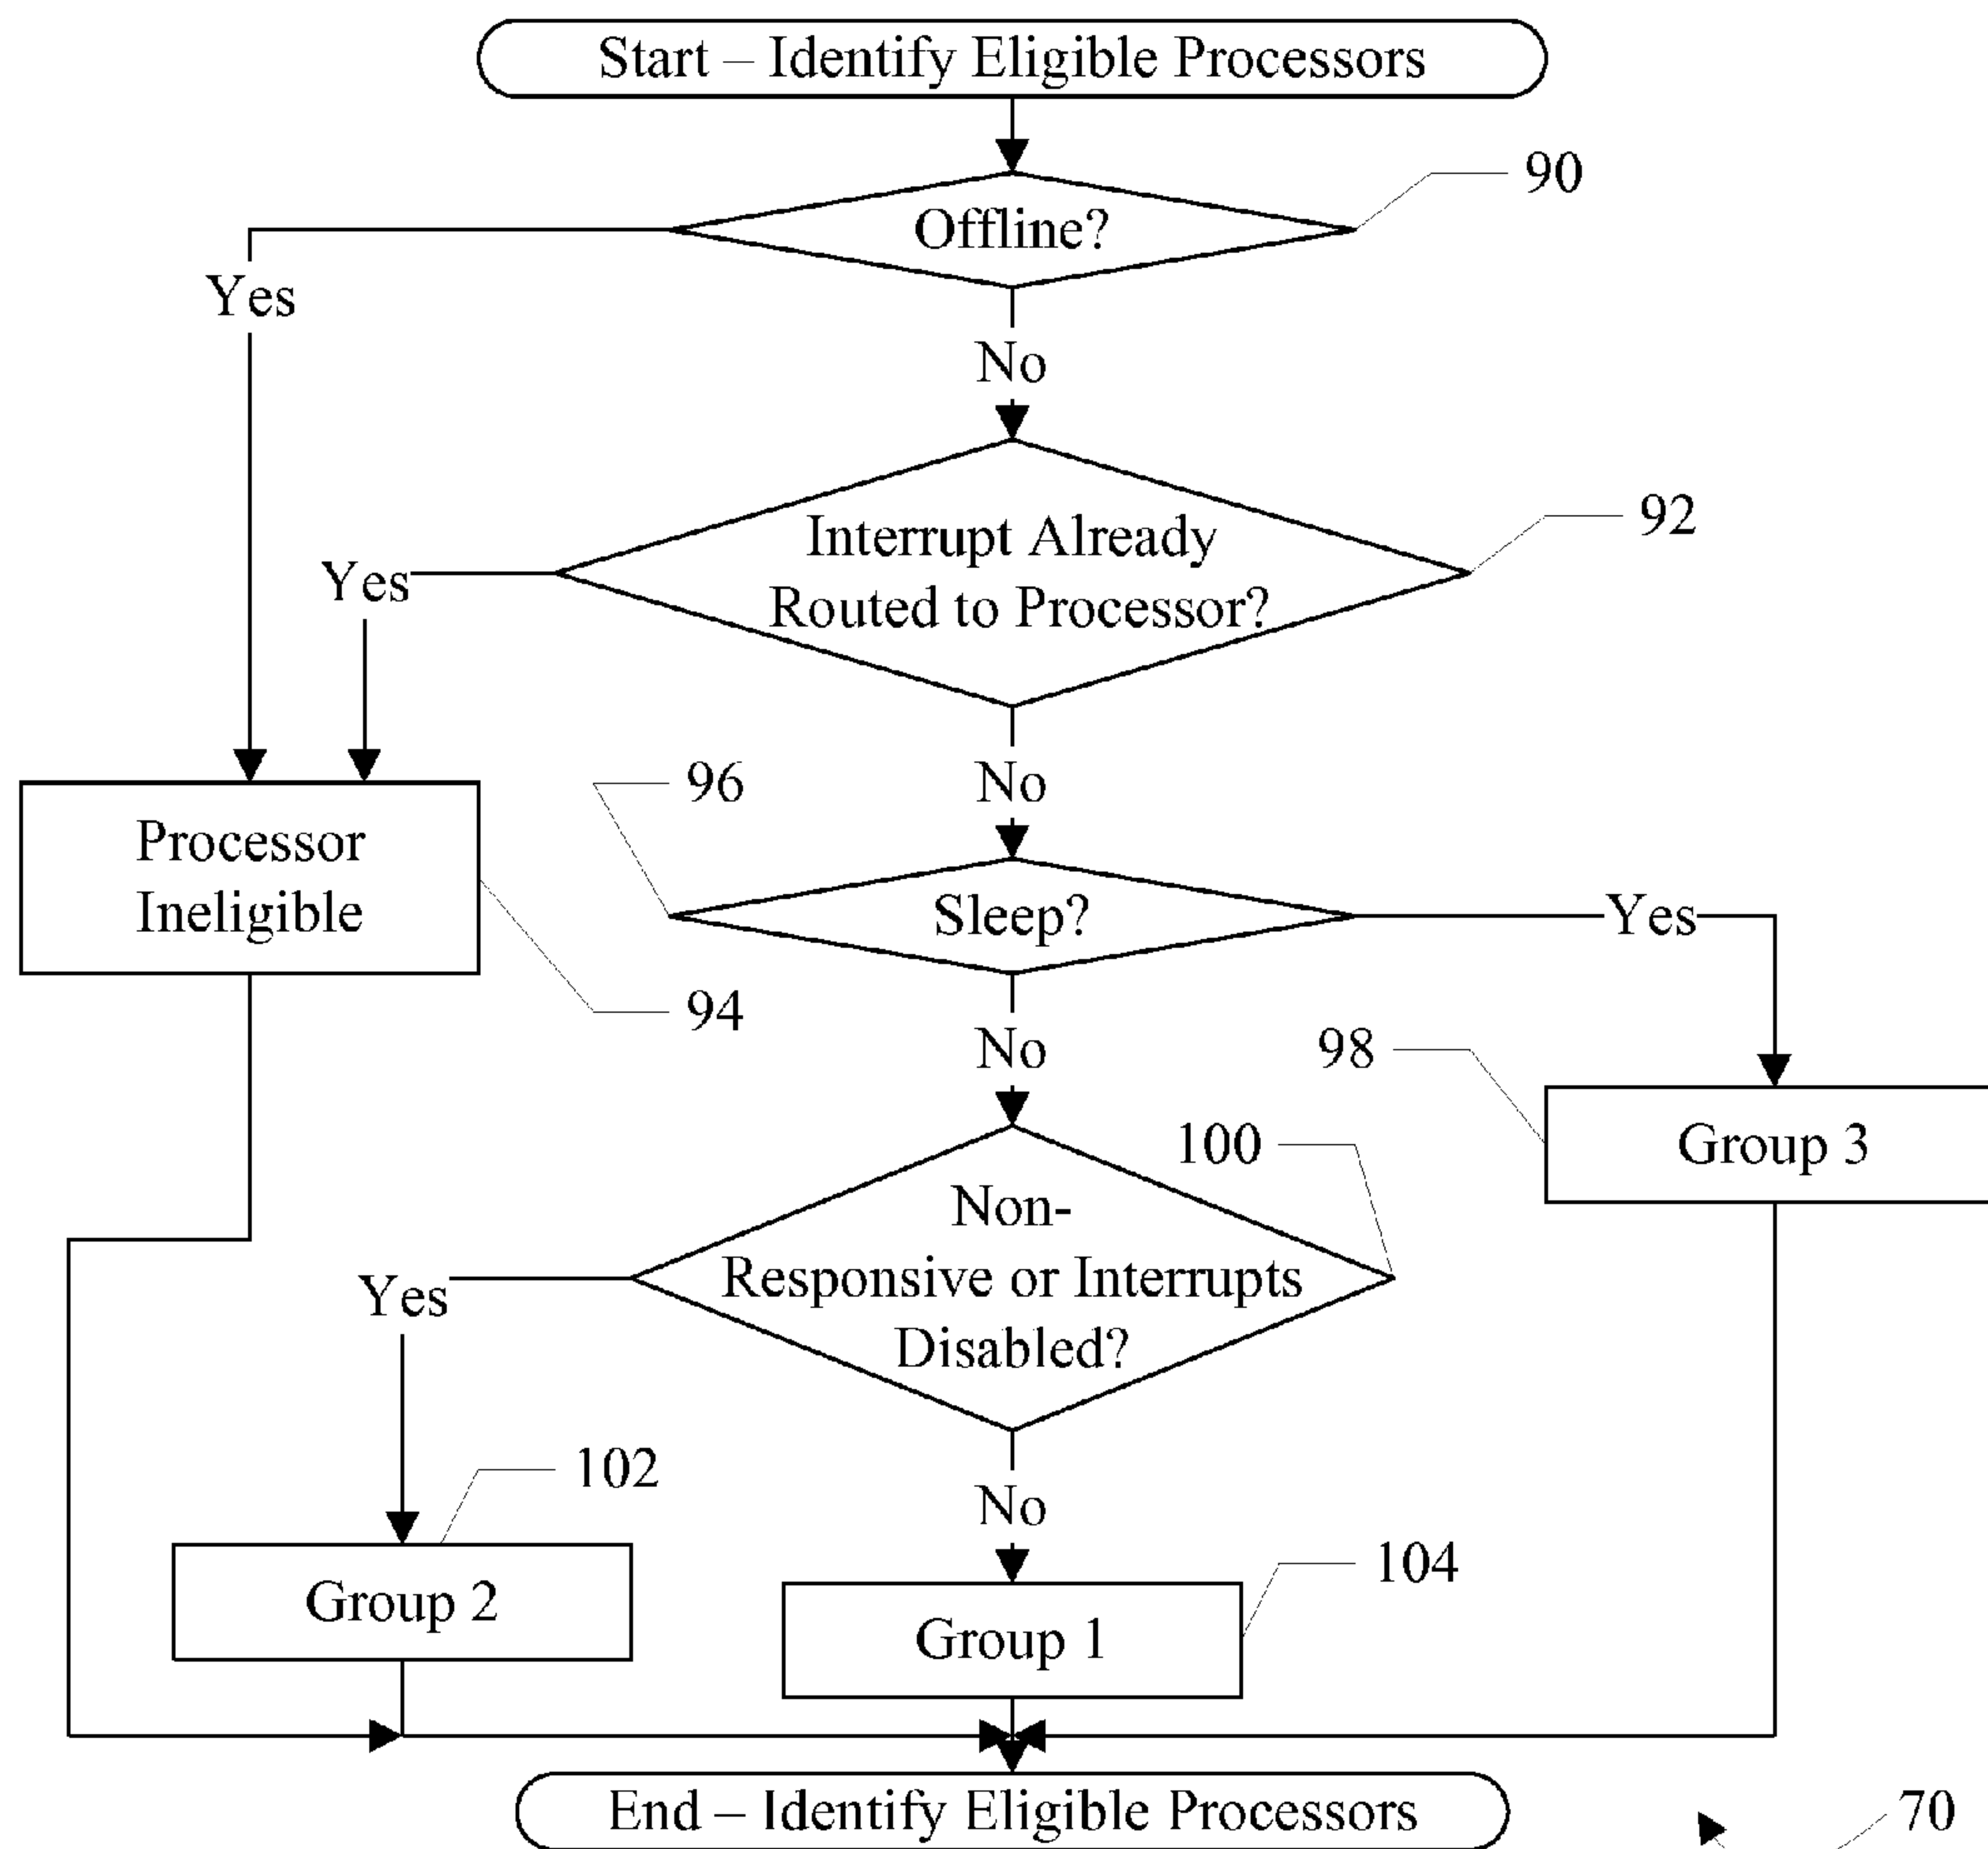 Start – Identify Eligible Processors
90
Offline?
Yes
No
92
Interrupt Already
Routed to Processor?
Yes
96
No
Processor
Ineligible
Sleep?
Yes
94
No
98
100
Group 3
Non-
Responsive or Interrupts
Disabled?
Yes
102
No
104
Group 2
Group 1
End – Identify Eligible Processors
70